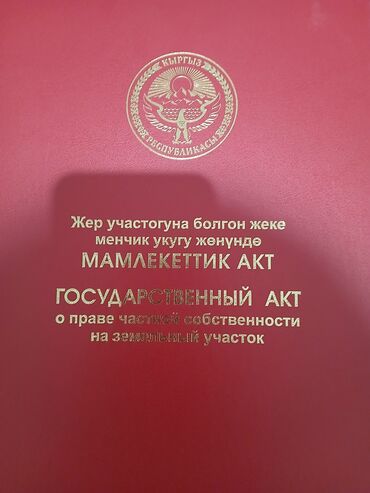 КЫРГЫЗ
РЕСПУБЛИКАСЫ
Жер участогуна болгон жеке
менчик укугу жөнүндө
МАМЛЕКЕТТИК АКТ
ГОСУДАРСТВЕННЫЙ АКТ
о праве частной собственности
на земельный участок